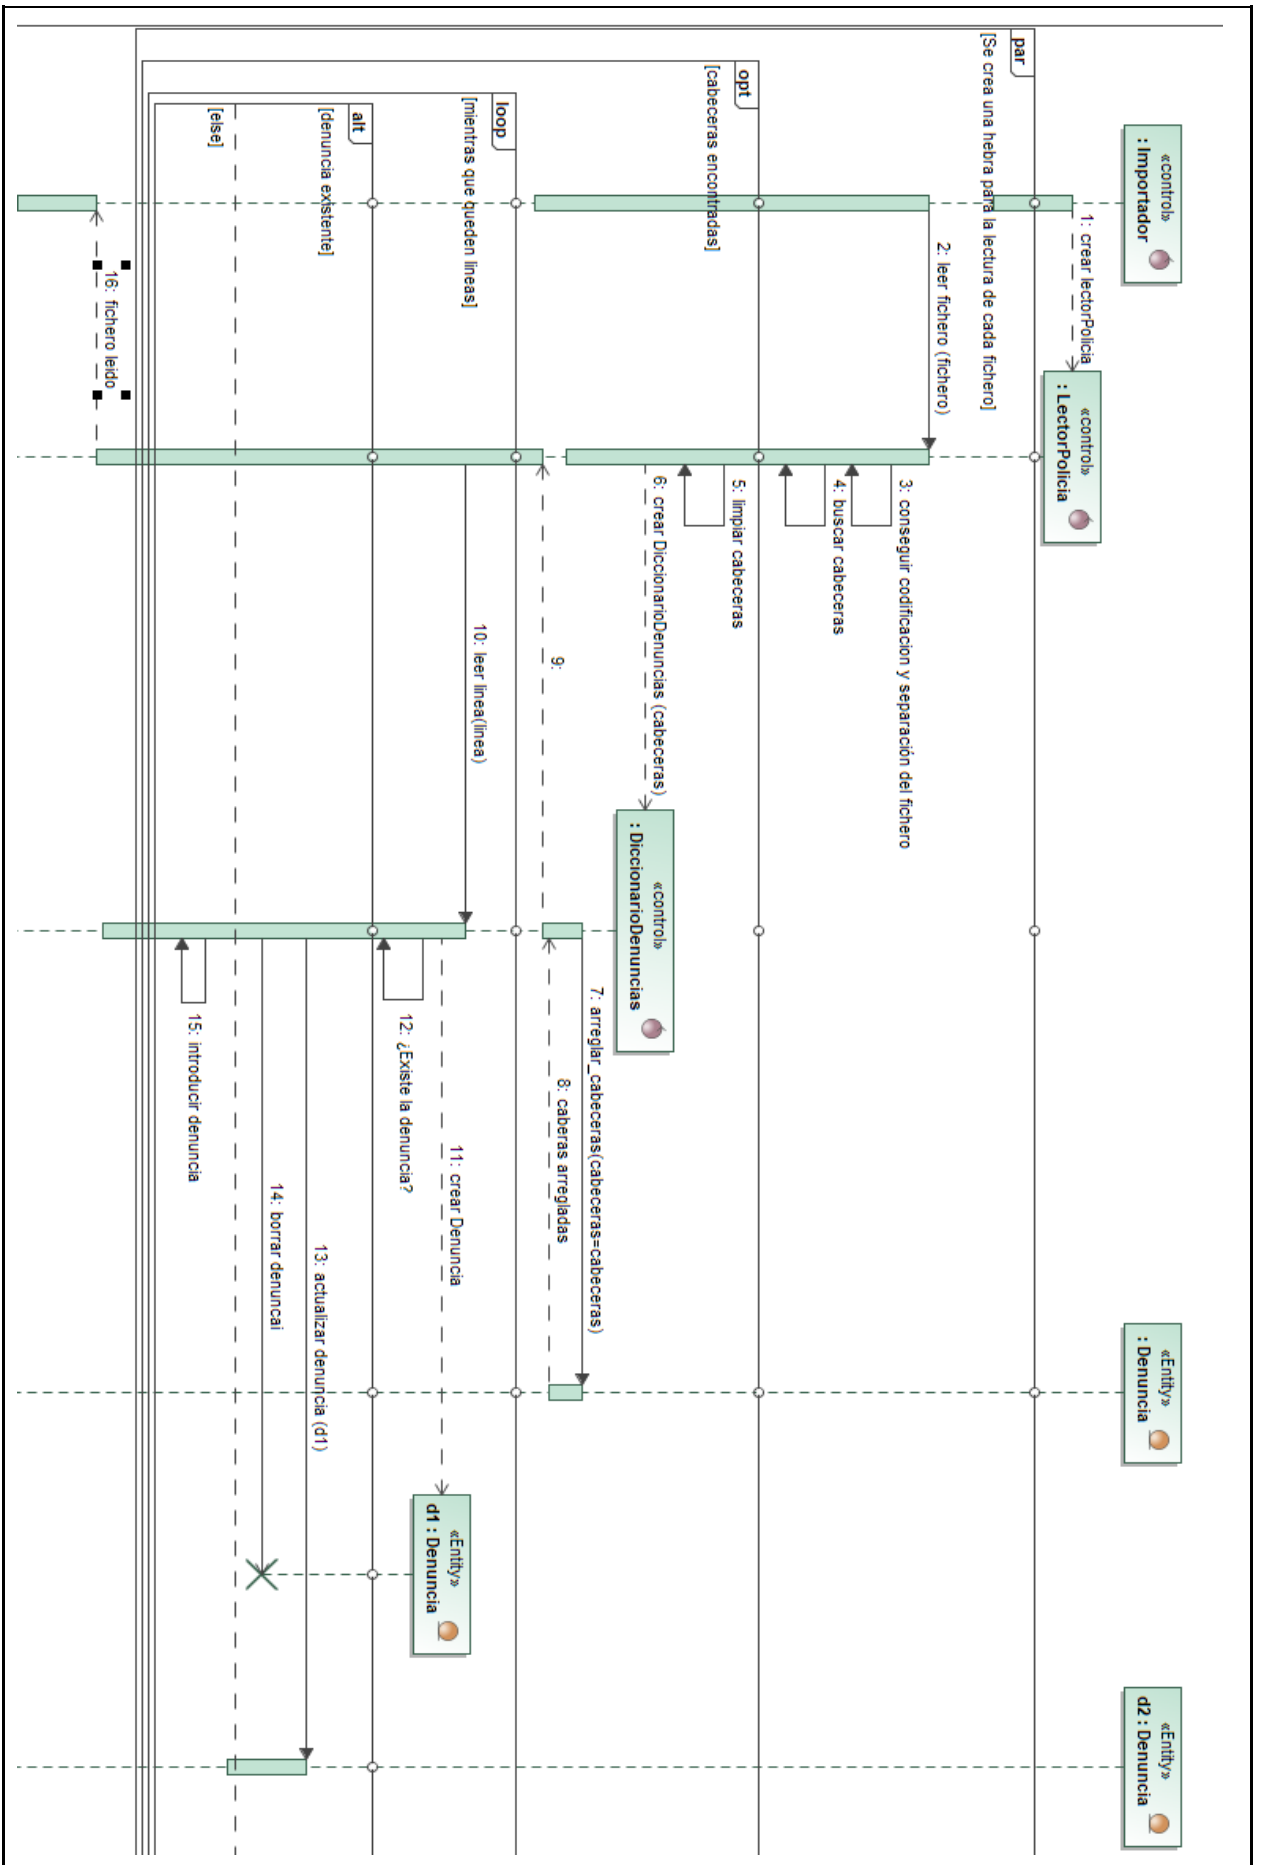 «control»
: Importador
«Entity»
: Denuncia
«Entity»
d2 : Denuncia
1: crear lectorPolicia
«control»
: LectorPolicia
par
[Se crea una hebra para la lectura de cada fichero]
2: leer fichero (fichero)
3: conseguir codificacion y separación del fichero
4: buscar cabeceras
opt
[cabeceras encontradas]
5: limpiar cabeceras
6: crear DiccionarioDenuncias (cabeceras)
«control»
: DiccionarioDenuncias
7: arreglar_cabeceras(cabeceras=cabeceras)
8: caberas arregladas
9:
loop
[mientras que queden lineas]
10: leer linea(linea)
11: crear Denuncia
«Entity»
d1 : Denuncia
12: ¿Existe la denuncia?
alt
[denuncia existente]
13: actualizar denuncia (d1)
14: borrar denuncai
[else]
15: introducir denuncia
16: fichero leido